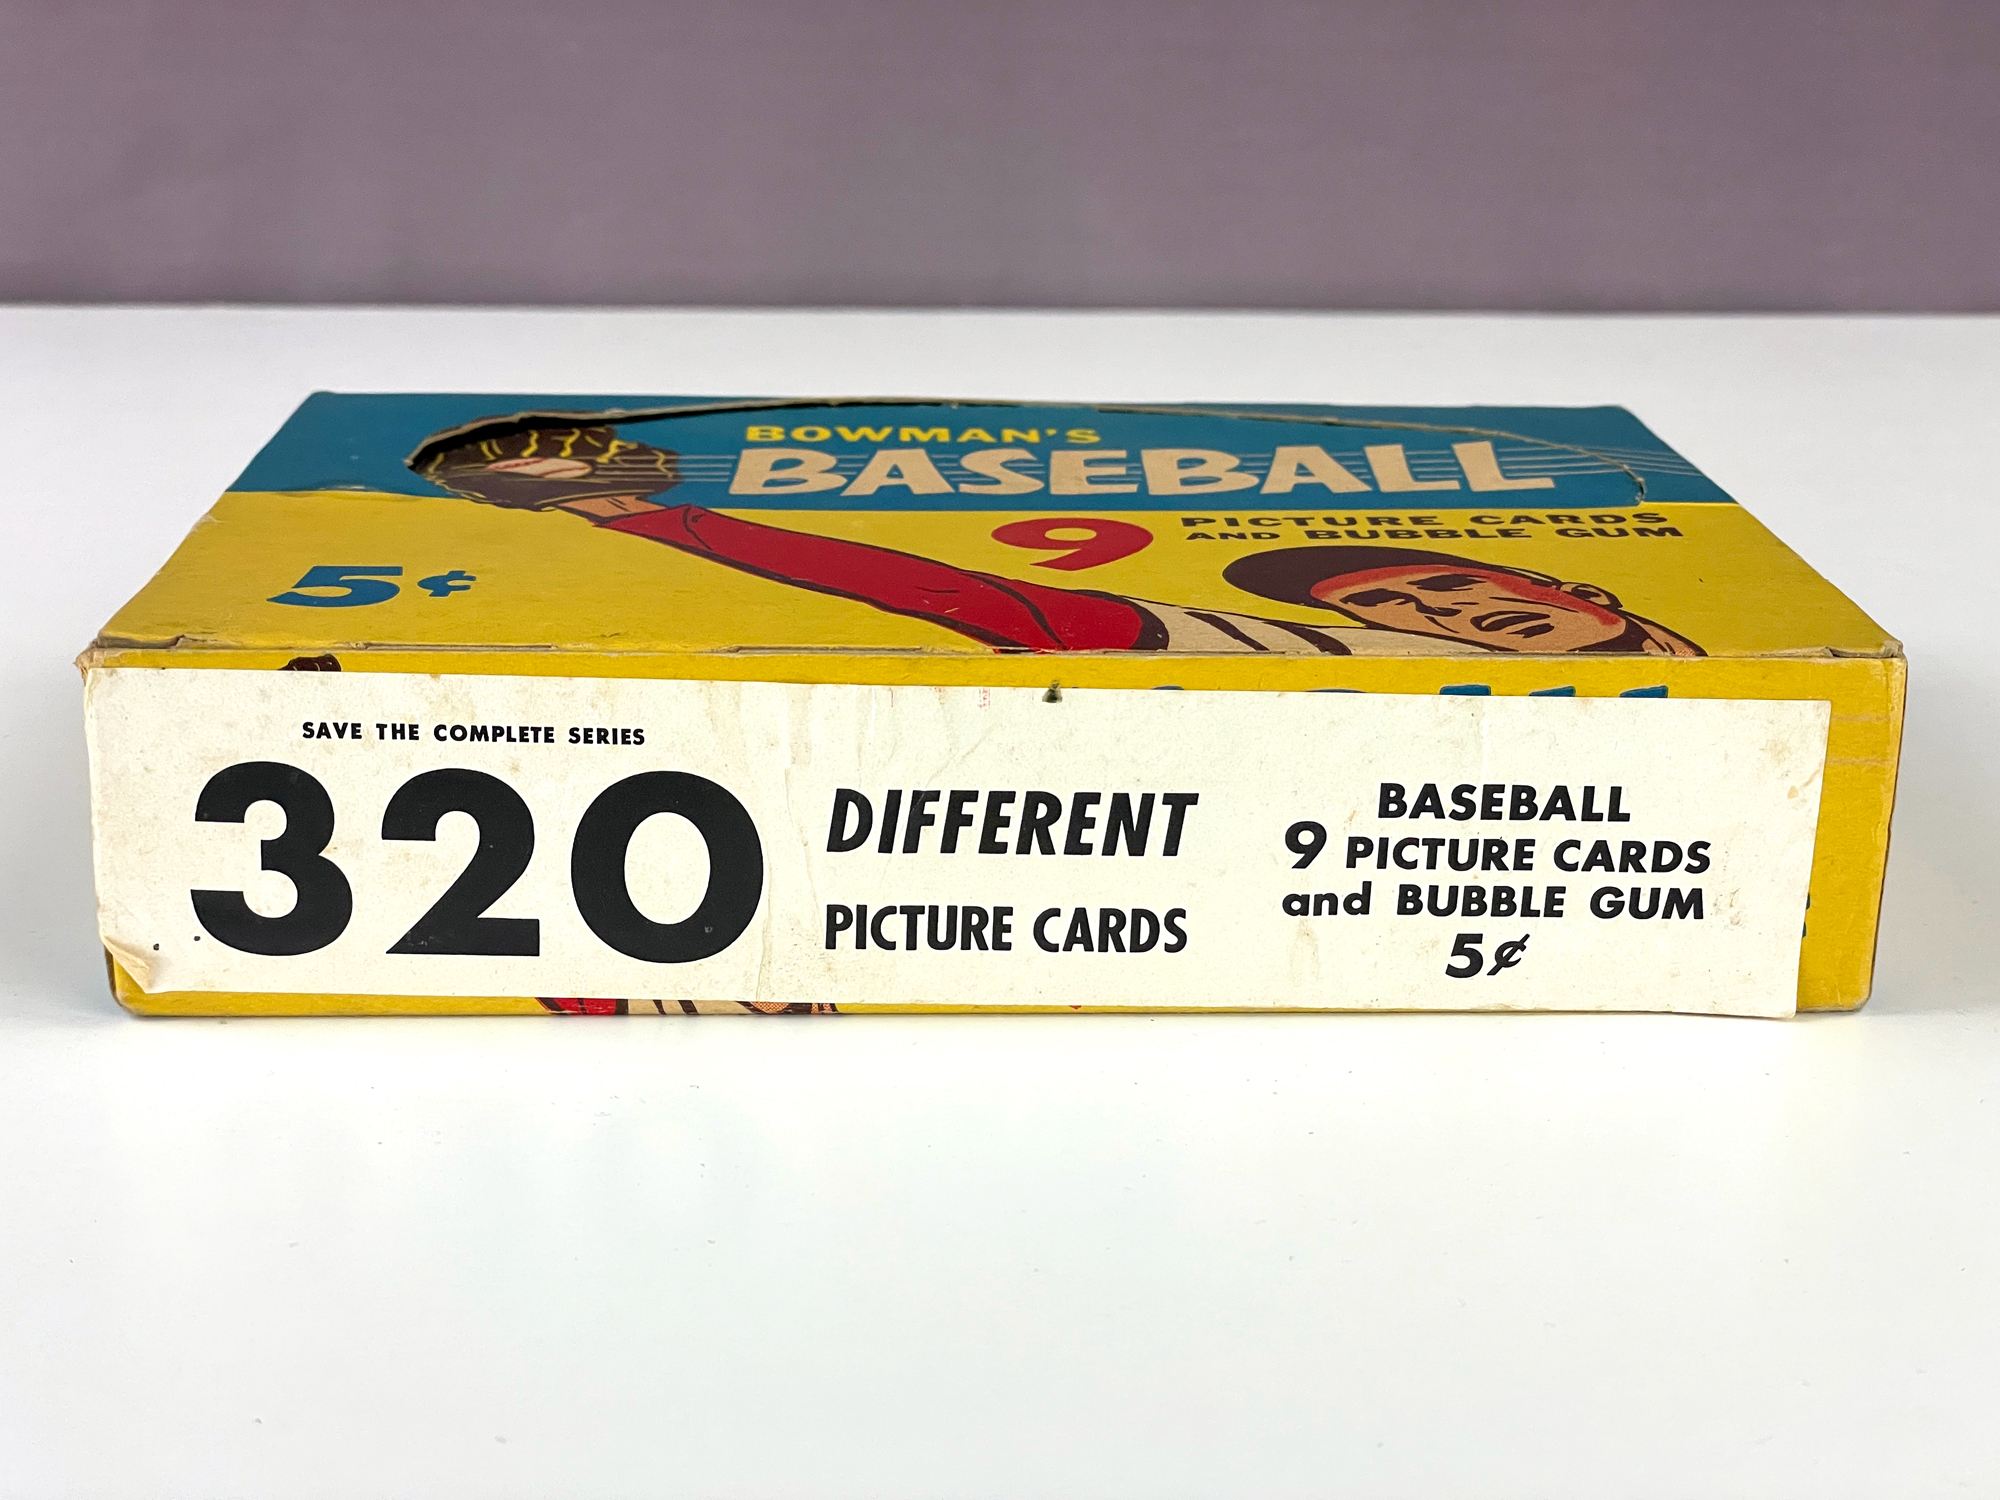 BOWMAN'S
BASEBALL
9 PICTURE CARDS
AND BUBBLE GUM
5¢
SAVE THE COMPLETE SERIES
320 DIFFERENT
PICTURE CARDS
BASEBALL
9 PICTURE CARDS
and BUBBLE GUM
5¢